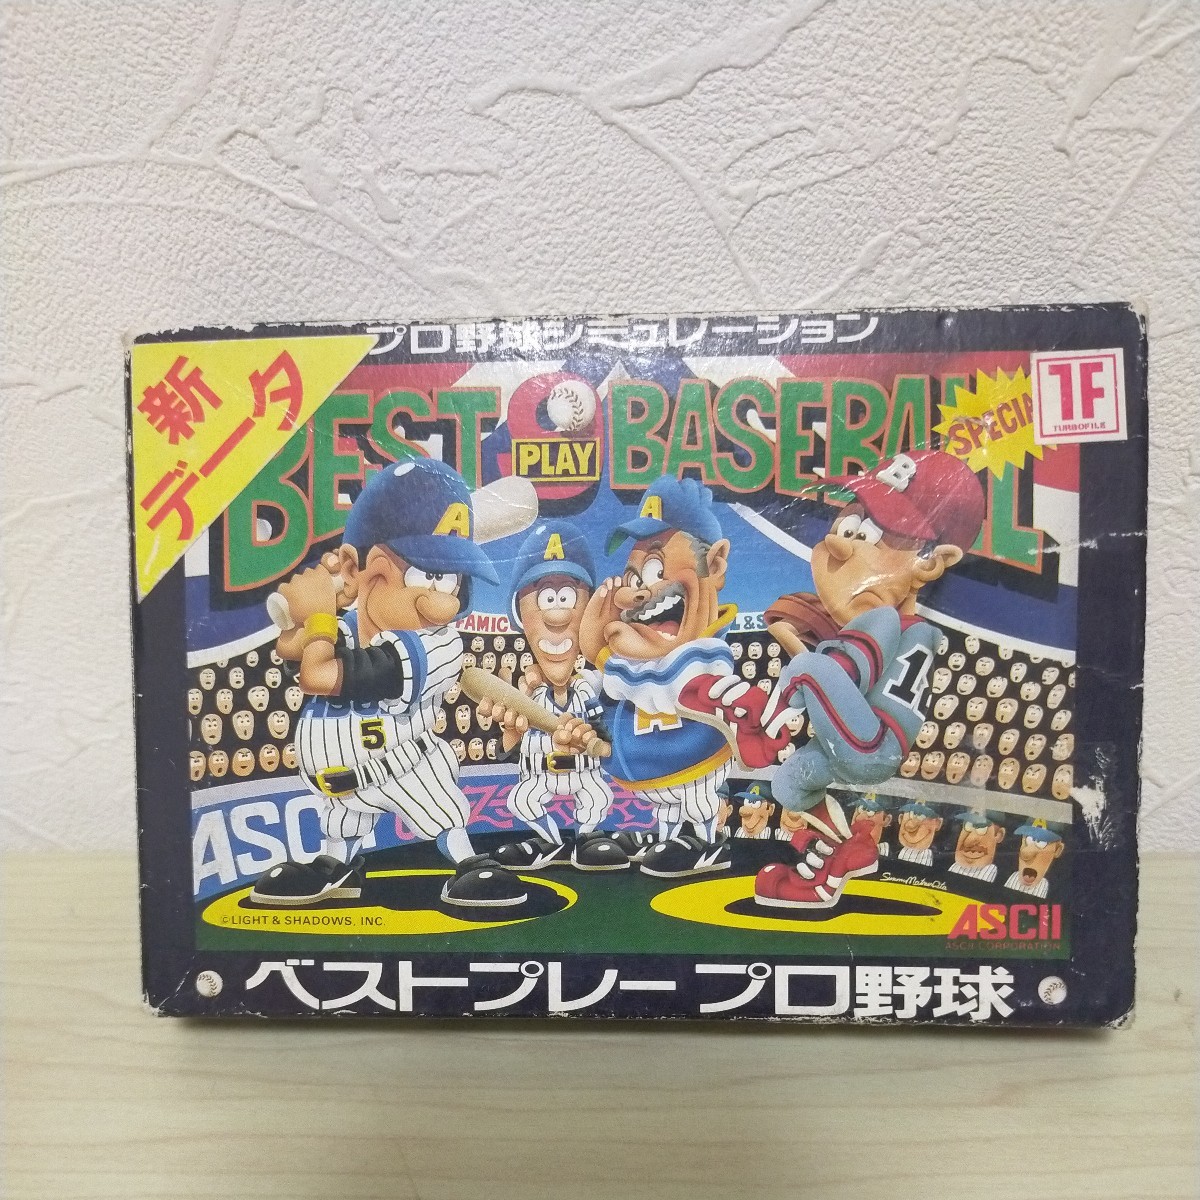 プロ野球シミュレーション
新
データ
BEST
PLAY
BASEBALL
SPECIAL
TF
TURBOFILE
A
A
A
B
FAMIC
L&S
5
1
ASCII
©LIGHT & SHADOWS, INC.
ASCII
ASCII CORPORATION
ベストプレープロ野球